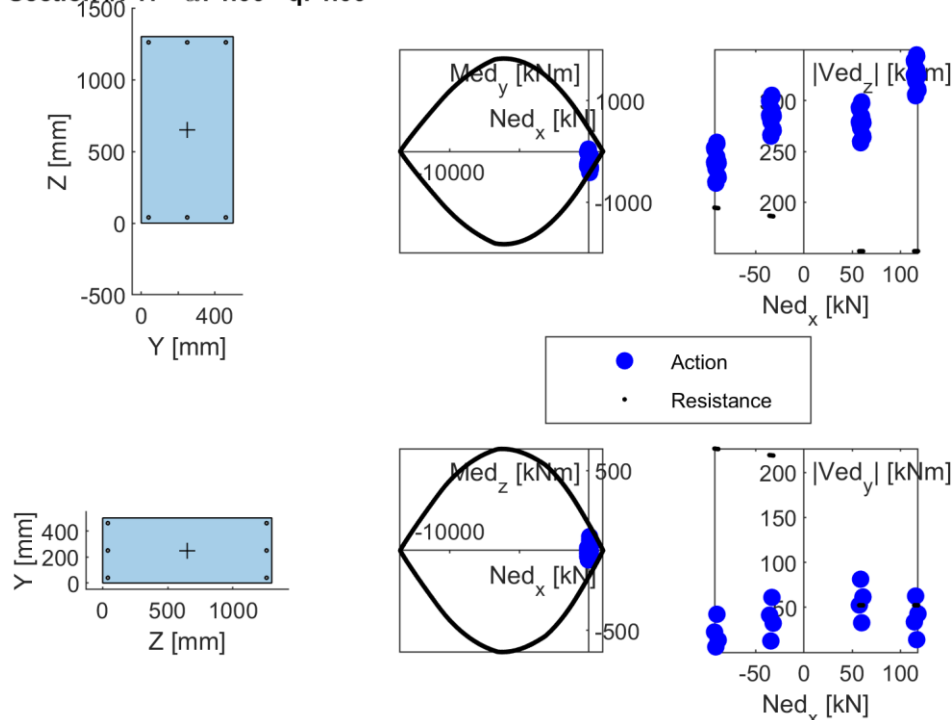 1500
1000
500
0
-500
0
400
Z [mm]
Y [mm]
Med_y [kNm]
1000
Ned_x [kN]
-10000
-1000
|Ved_z|
250
200
-50
0
50
100
Ned_x [kN]
Action
Resistance
400
200
0
Y [mm]
0
500
1000
Z [mm]
Med_z [kNm]
500
-10000
Ned_x [kN]
-500
|Ved_y| [kNm]
200
150
100
50
-50
0
50
100
Ned_x [kN]